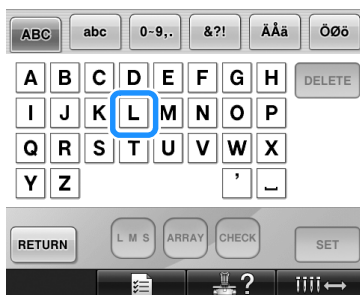 ABC abc 0~9,. &?! ÄÅä ÖØö
A B C D E F G H DELETE
I J K L M N O P
Q R S T U V W X
Y Z ’ ⎵
RETURN L M S ARRAY CHECK SET
?